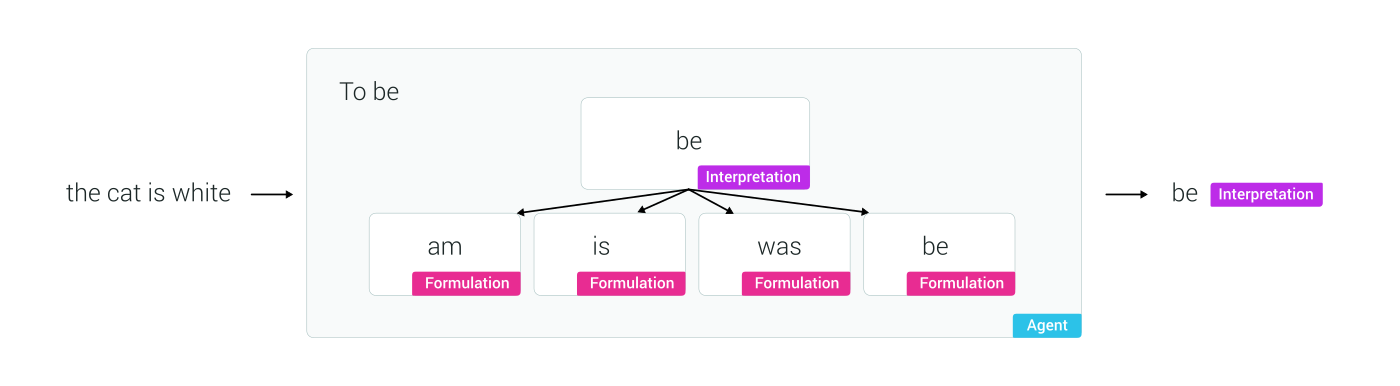 To be
be
Interpretation
the cat is white
be
Interpretation
am
is
was
be
Formulation
Formulation
Formulation
Formulation
Agent